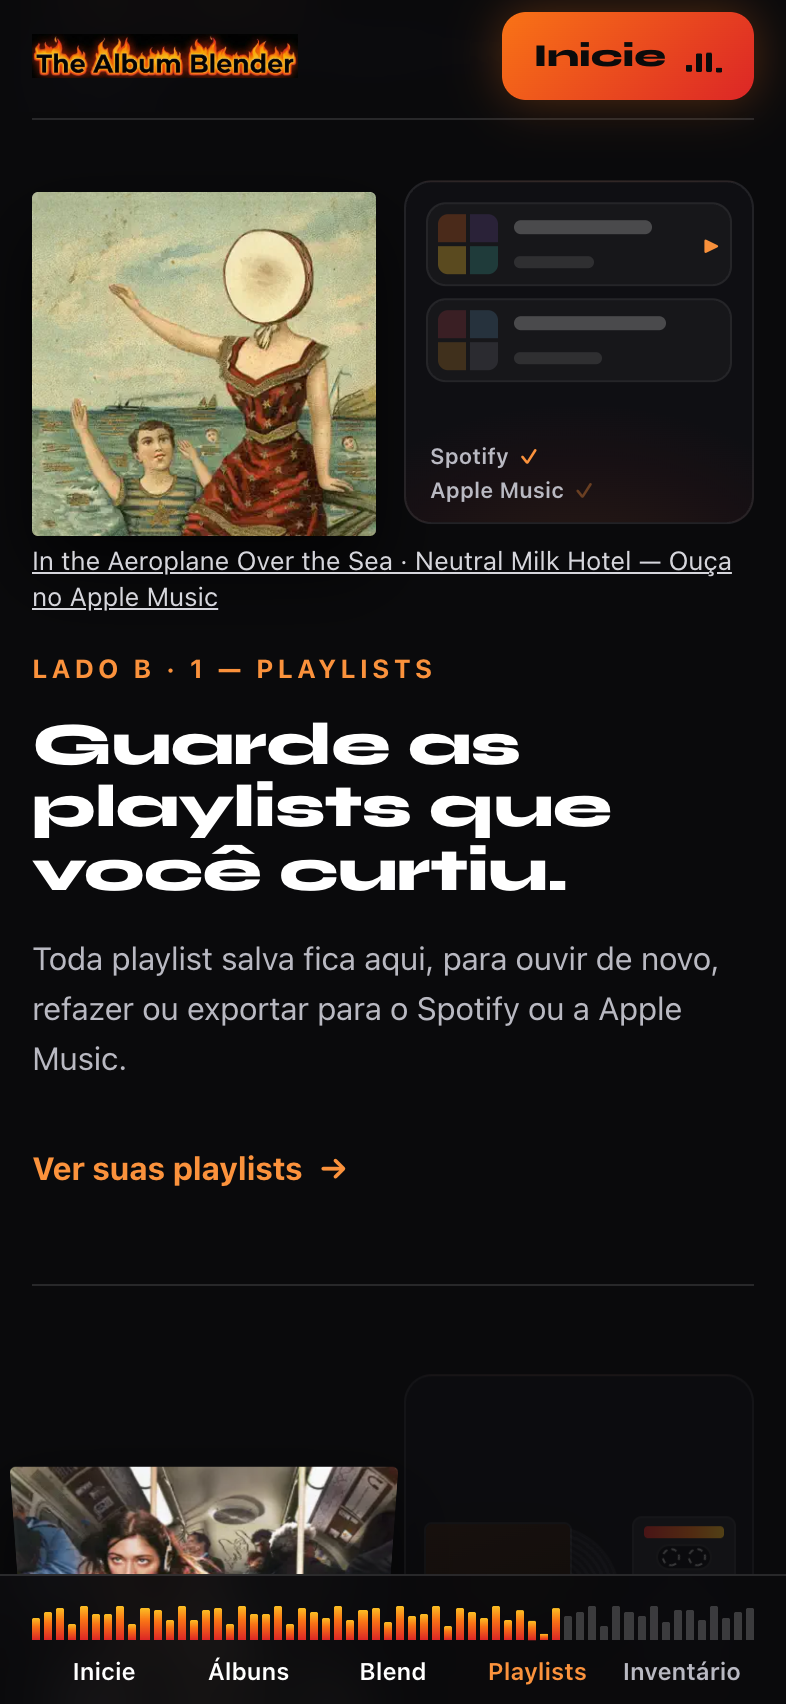 The Album Blender
Inicie
Spotify
Apple Music
In the Aeroplane Over the Sea · Neutral Milk Hotel — Ouça
no Apple Music
LADO B · 1 — PLAYLISTS
Guarde as
playlists que
você curtiu.
Toda playlist salva fica aqui, para ouvir de novo,
refazer ou exportar para o Spotify ou a Apple
Music.
Ver suas playlists →
Inicie Álbuns Blend Playlists Inventário